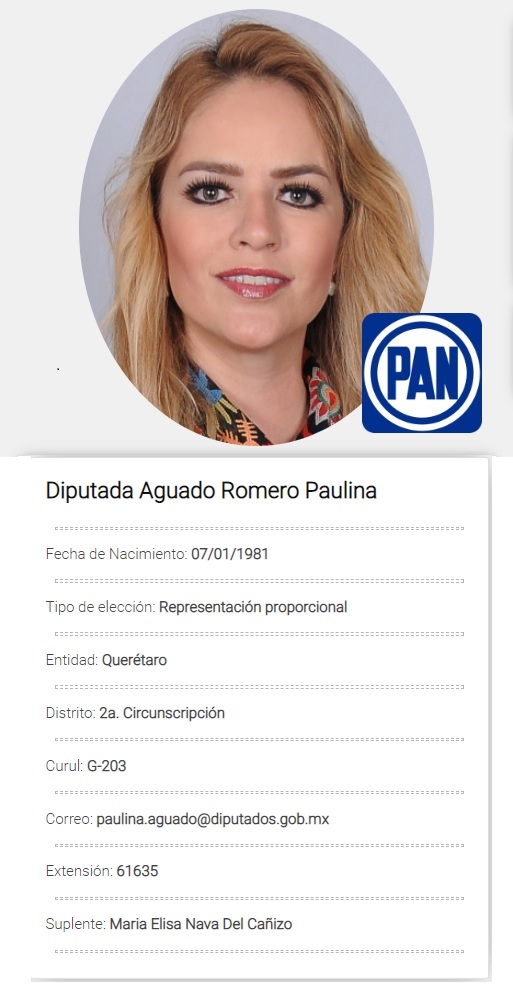 PAN
Diputada Aguado Romero Paulina
Fecha de Nacimiento: 07/01/1981
Tipo de elección: Representación proporcional
Entidad: Querétaro
Distrito: 2a. Circunscripción
Curul: G-203
Correo: paulina.aguado@diputados.gob.mx
Extensión: 61635
Suplente: Maria Elisa Nava Del Cañizo